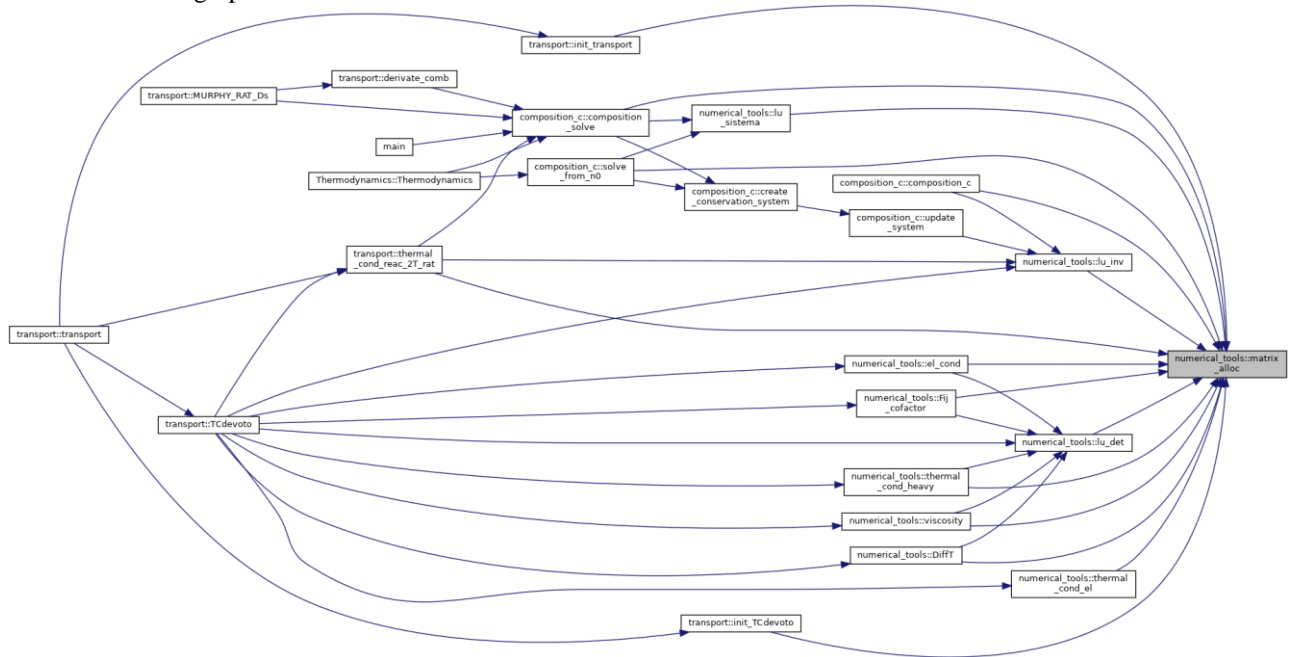 transport::init_transport
transport::derivate_comb
transport::MURPHY_RAT_Ds
composition_c::composition
_solve
numerical_tools::lu
_sistema
main
Thermodynamics::Thermodynamics
composition_c::solve
_from_n0
composition_c::composition_c
composition_c::create
_conservation_system
composition_c::update
_system
transport::thermal
_cond_reac_2T_rat
numerical_tools::lu_inv
transport::transport
numerical_tools::matrix
_alloc
numerical_tools::el_cond
numerical_tools::Fij
_cofactor
transport::TCdevoto
numerical_tools::lu_det
numerical_tools::thermal
_cond_heavy
numerical_tools::viscosity
numerical_tools::DiffT
numerical_tools::thermal
_cond_el
transport::init_TCdevoto